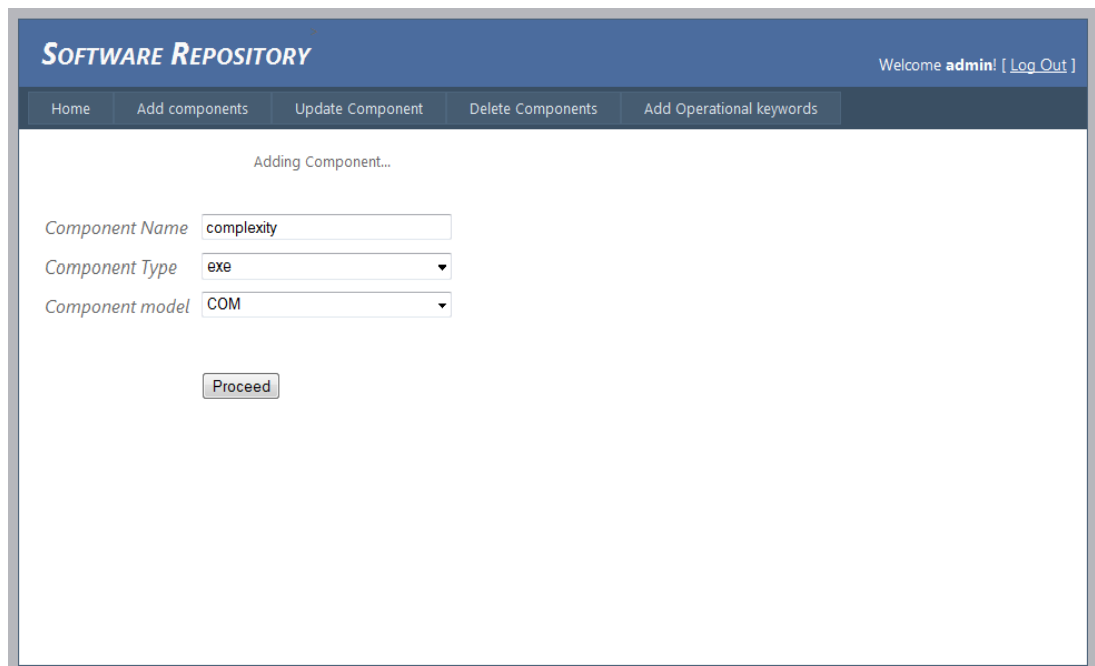 SOFTWARE REPOSITORY
Welcome admin! [ Log Out ]
Home Add components Update Component Delete Components Add Operational keywords
Adding Component...
Component Name complexity
Component Type exe
Component model COM
Proceed